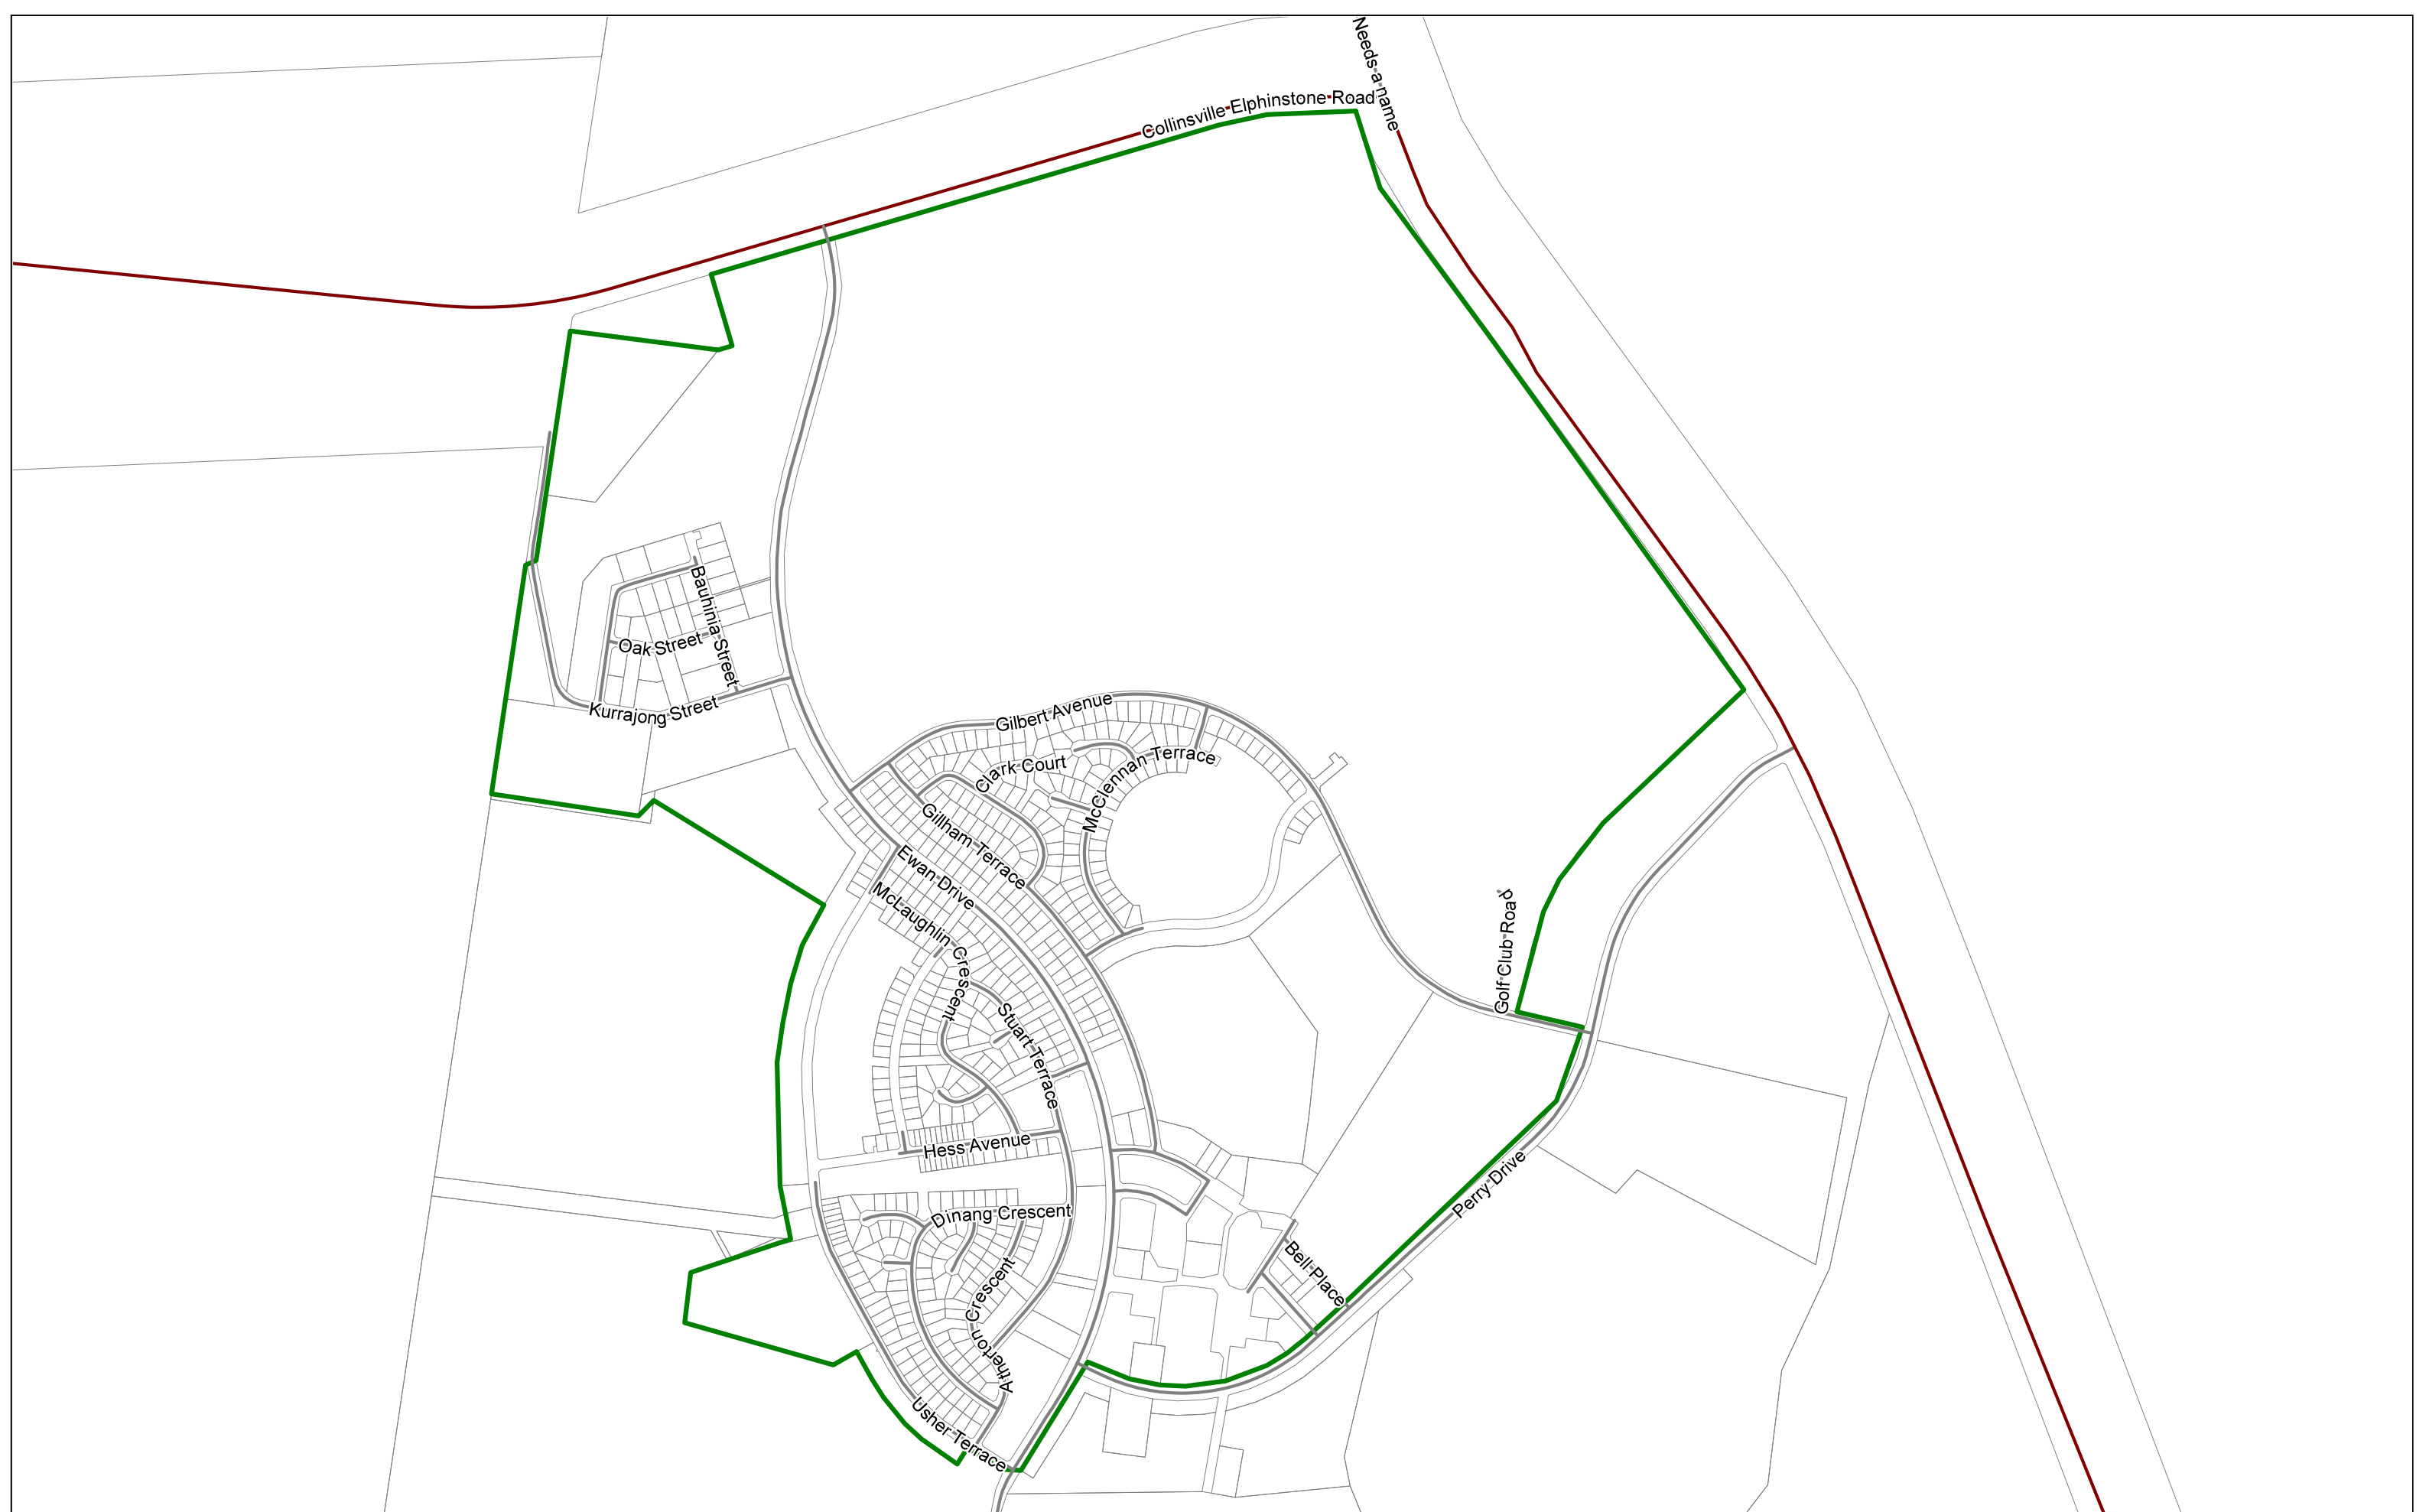 Needs a name
Collinsville Elphinstone Road
Bauhinia Street
Oak Street
Kurrajong Street
Gilbert Avenue
Clark Court
McClennan Terrace
Gilham Terrace
Ewan Drive
McLaughlin Crescent
Golf Club Road
Stuart Terrace
Hess Avenue
Perry Drive
Dinang Crescent
Bell Place
Atherton Crescent
Usher Terrace